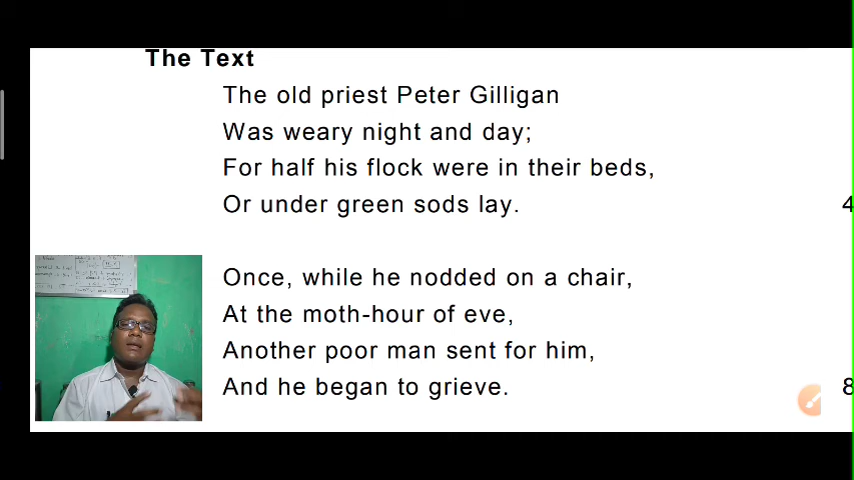 The Text
The old priest Peter Gilligan
Was weary night and day;
For half his flock were in their beds,
Or under green sods lay.
4
Once, while he nodded on a chair,
At the moth-hour of eve,
Another poor man sent for him,
And he began to grieve.
8